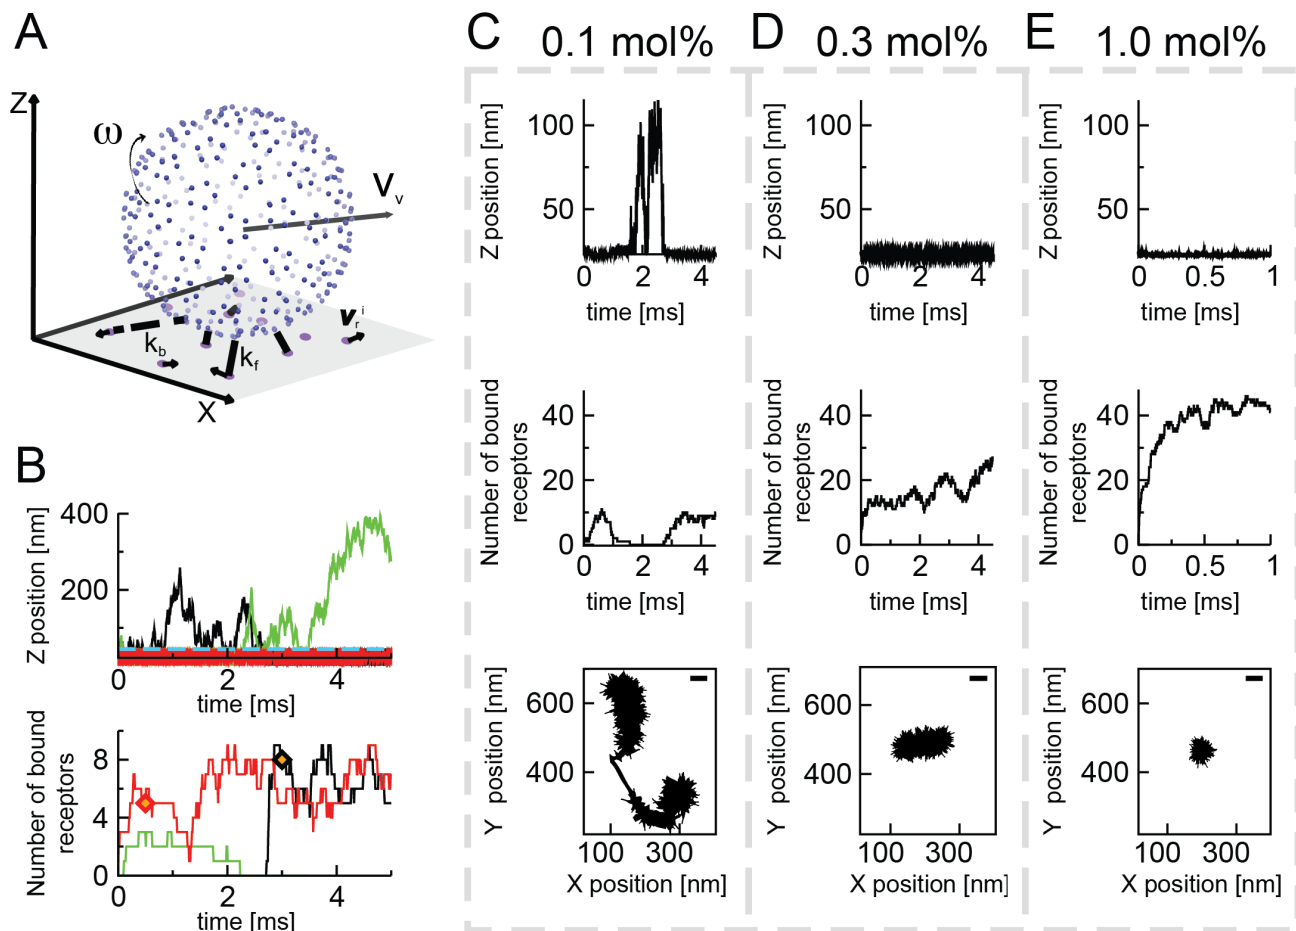 A
Z
ω
V v
v r i
k b
k f
X
B
400
200
Z position [nm]
0 2 4
time [ms]
8
4
0
Number of bound
receptors
0 2 4
time [ms]
C 0.1 mol%
100
50
Z position [nm]
0 2 4
time [ms]
40
20
0
Number of bound
receptors
0 2 4
time [ms]
600
400
Y position [nm]
100 300
X position [nm]
D 0.3 mol%
100
50
Z position [nm]
0 2 4
time [ms]
40
20
0
Number of bound
receptors
0 2 4
time [ms]
600
400
Y position [nm]
100 300
X position [nm]
E 1.0 mol%
100
50
Z position [nm]
0 0.5 1
time [ms]
40
20
0
Number of bound
receptors
0 0.5 1
time [ms]
600
400
Y position [nm]
100 300
X position [nm]